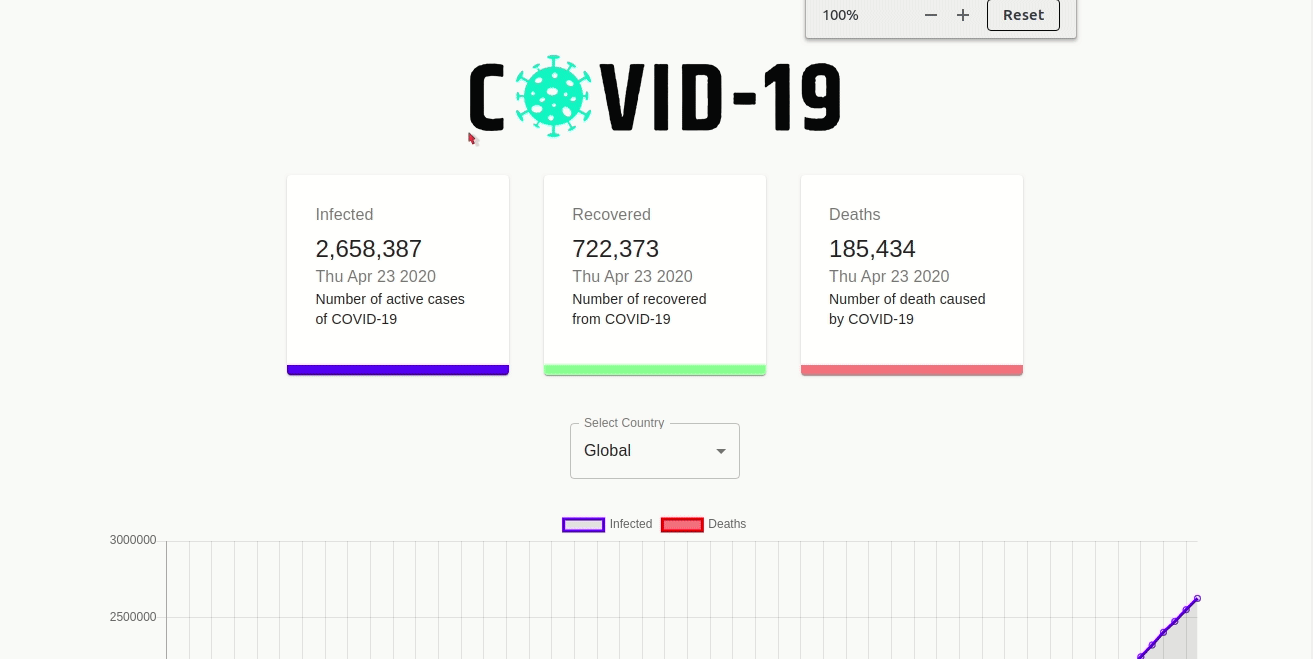 100%
Reset
COVID-19
Infected
2,658,387
Thu Apr 23 2020
Number of active cases
of COVID-19
Recovered
722,373
Thu Apr 23 2020
Number of recovered
from COVID-19
Deaths
185,434
Thu Apr 23 2020
Number of death caused
by COVID-19
Select Country
Global
Infected
Deaths
3000000
2500000